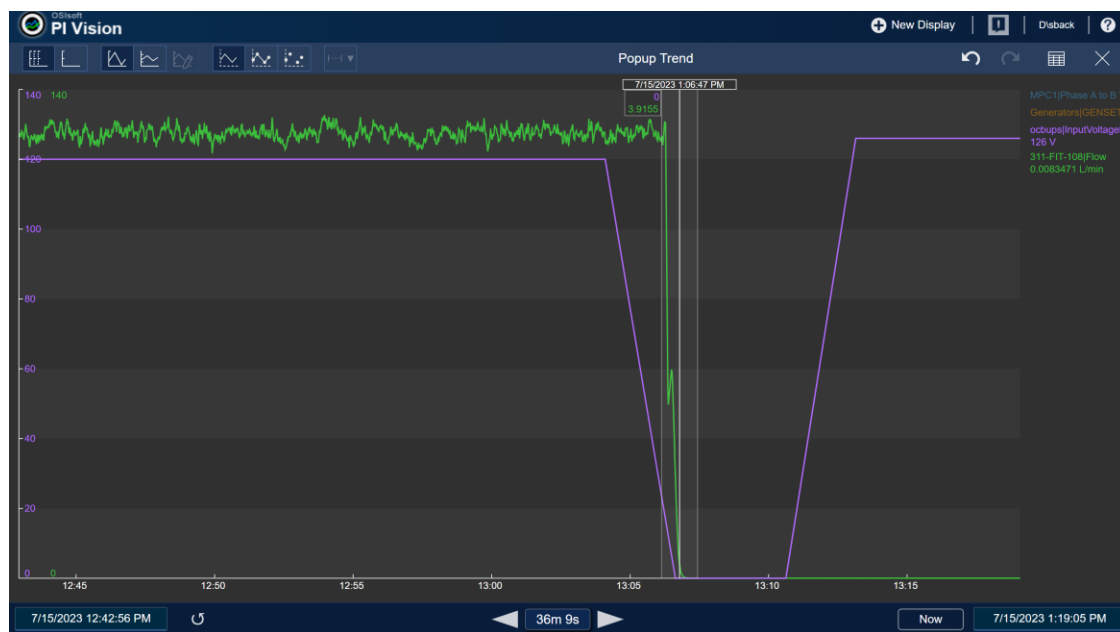 OSIsoft
PI Vision
New Display
D\sback
?
Popup Trend
7/15/2023 1:06:47 PM
0
3.9155
140 140
120
100
80
60
40
20
0 0
12:45 12:50 12:55 13:00 13:05 13:10 13:15
MPC1|Phase A to B
Generators|GENSET
ocbups|InputVoltage
126 V
311-FIT-108|Flow
0.0083471 L/min
7/15/2023 12:42:56 PM
36m 9s
Now
7/15/2023 1:19:05 PM